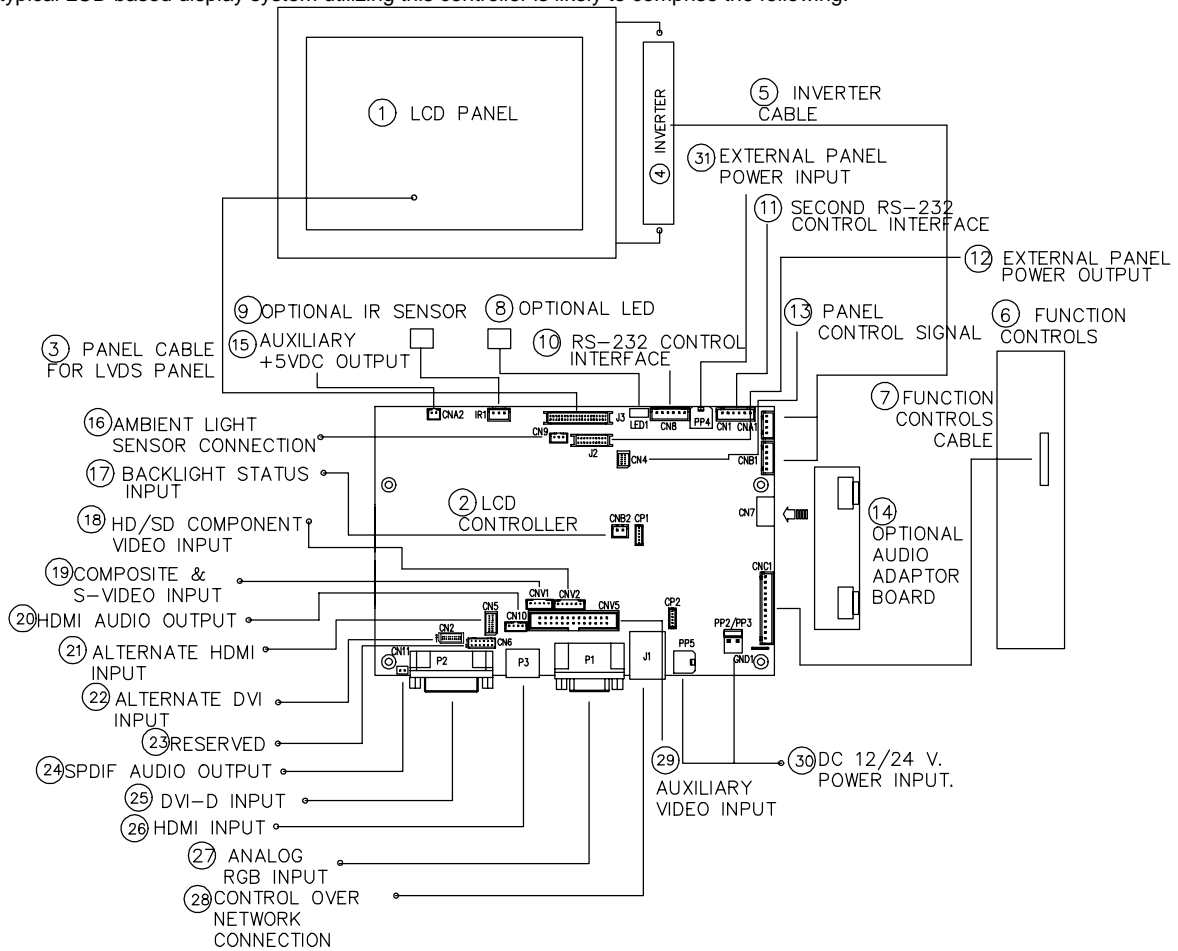 typical LCD based display system utilizing this controller is likely to comprise the following:
1 LCD PANEL
4 INVERTER
5 INVERTER
CABLE
31 EXTERNAL PANEL
POWER INPUT
11 SECOND RS-232
CONTROL INTERFACE
12 EXTERNAL PANEL
POWER OUTPUT
9 OPTIONAL IR SENSOR
8 OPTIONAL LED
13 PANEL
CONTROL SIGNAL
6 FUNCTION
CONTROLS
15 AUXILIARY
+5VDC OUTPUT
10 RS-232 CONTROL
INTERFACE
3 PANEL CABLE
FOR LVDS PANEL
7 FUNCTION
CONTROLS
CABLE
CNA2
IR1
J3
LED1
CN8
PP4
CN1
CNA1
16 AMBIENT LIGHT
SENSOR CONNECTION
CN9
J2
CN4
CNB1
17 BACKLIGHT STATUS
INPUT
2 LCD
CONTROLLER
CNB2
CP1
CN7
14
OPTIONAL
AUDIO
ADAPTOR
BOARD
18 HD/SD COMPONENT
VIDEO INPUT
19 COMPOSITE &
S-VIDEO INPUT
CNC1
CNV1
CNV2
CNV5
20 HDMI AUDIO OUTPUT
CN5
CN10
CP2
PP2/PP3
21 ALTERNATE HDMI
INPUT
CN2
CN6
CN11
P2
P3
P1
J1
PP5
GND1
22 ALTERNATE DVI
INPUT
23 RESERVED
24 SPDIF AUDIO OUTPUT
25 DVI-D INPUT
26 HDMI INPUT
27 ANALOG
RGB INPUT
28 CONTROL OVER
NETWORK
CONNECTION
29
AUXILIARY
VIDEO INPUT
30 DC 12/24 V.
POWER INPUT.